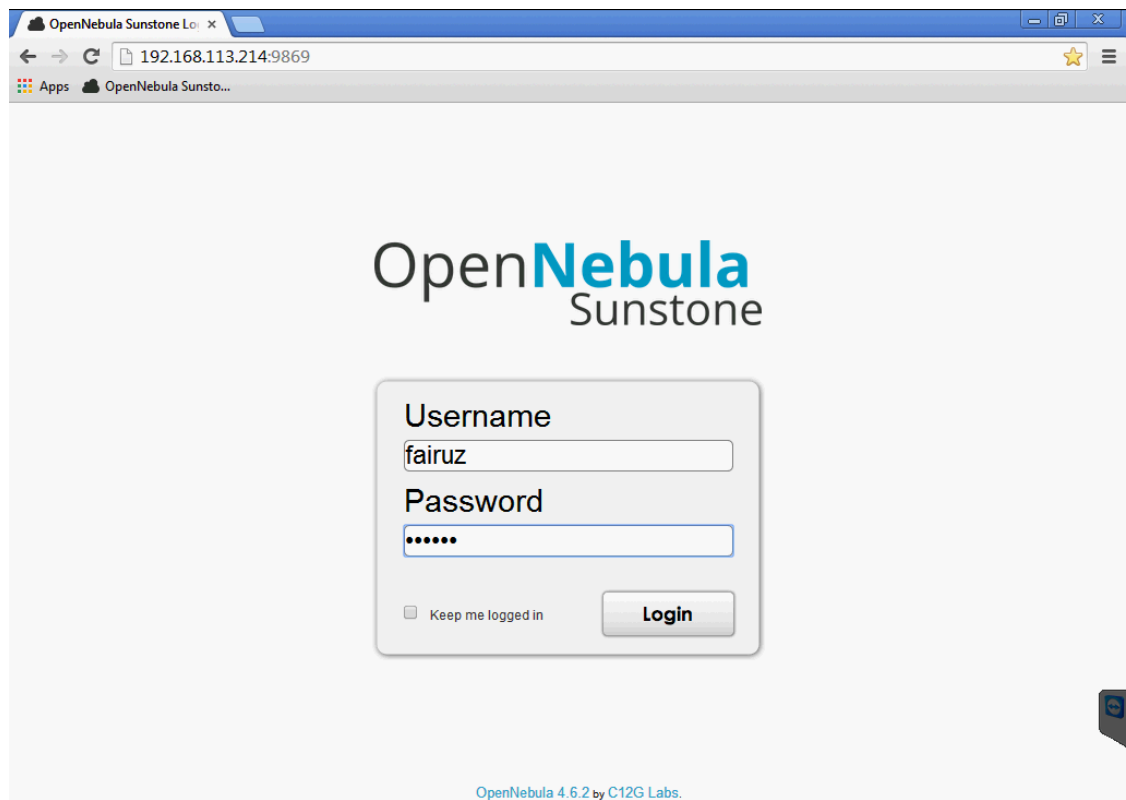 OpenNebula Sunstone Lo
192.168.113.214:9869
Apps OpenNebula Sunsto...
OpenNebula
Sunstone
Username
fairuz
Password
••••••
Keep me logged in Login
OpenNebula 4.6.2 by C12G Labs.